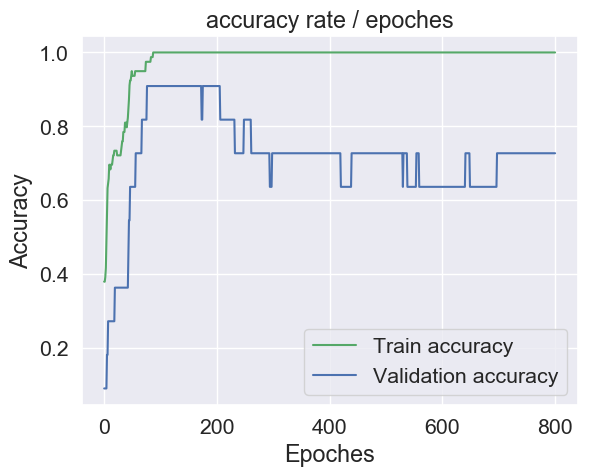 accuracy rate / epoches
1.0
0.8
0.6
0.4
0.2
Accuracy
Train accuracy
Validation accuracy
0 200 400 600 800
Epoches